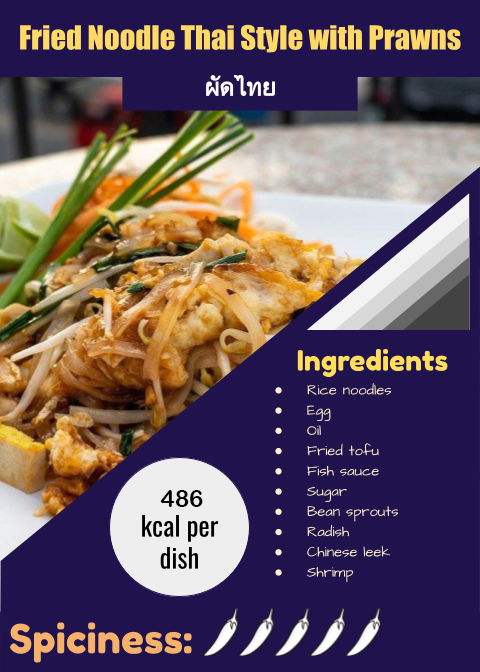 Fried Noodle Thai Style with Prawns
ผัดไทย
Ingredients
Rice noodles
Egg
Oil
Fried tofu
Fish sauce
Sugar
Bean sprouts
Radish
Chinese leek
Shrimp
486
kcal per
dish
Spiciness: